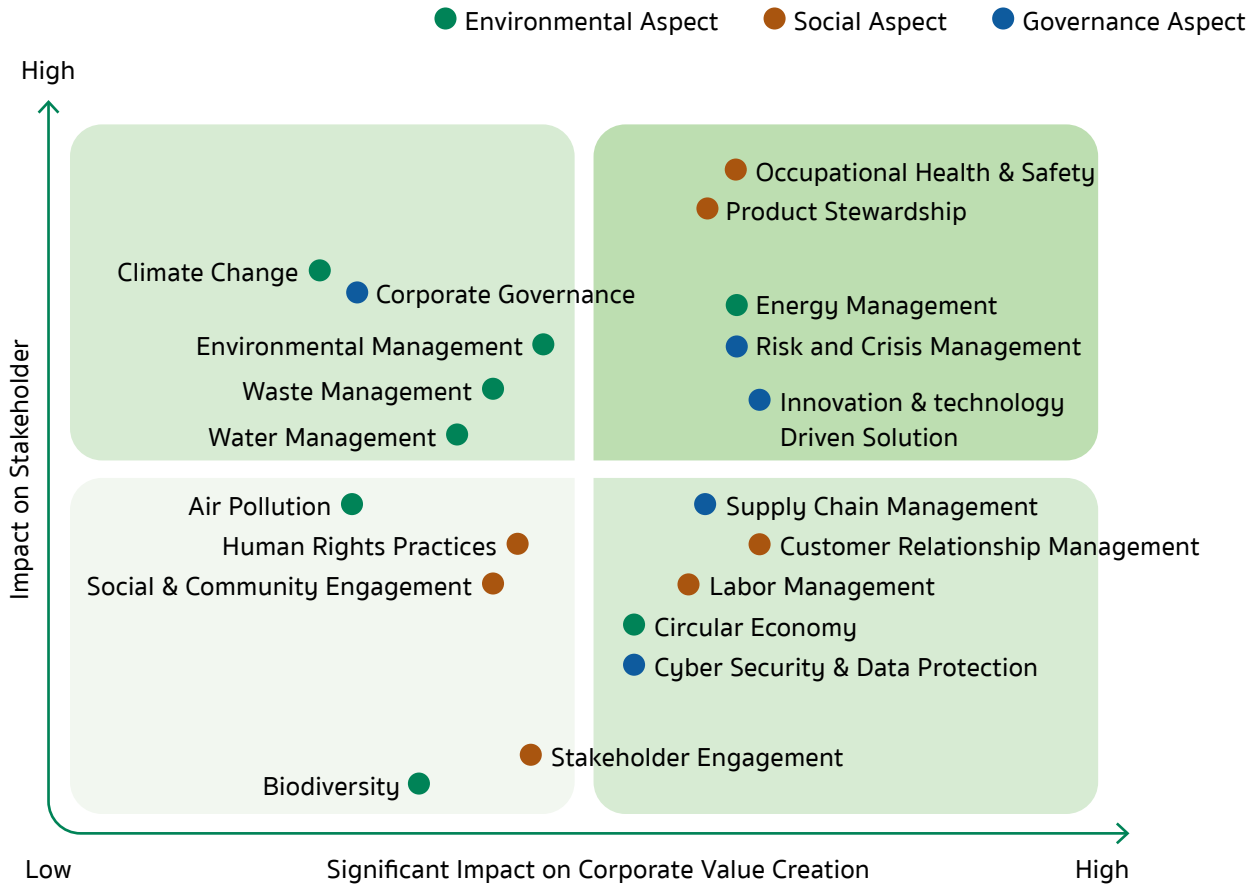 Environmental Aspect
Social Aspect
Governance Aspect
High
Occupational Health & Safety
Product Stewardship
Climate Change
Corporate Governance
Energy Management
Environmental Management
Risk and Crisis Management
Waste Management
Innovation & technology
Driven Solution
Water Management
Impact on Stakeholder
Air Pollution
Supply Chain Management
Human Rights Practices
Customer Relationship Management
Social & Community Engagement
Labor Management
Circular Economy
Cyber Security & Data Protection
Stakeholder Engagement
Biodiversity
Low
Significant Impact on Corporate Value Creation
High